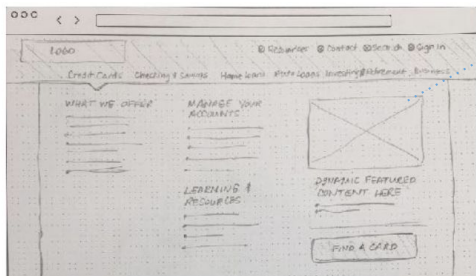 LOGO
Resources Contact Search Sign In
Credit Cards Checking & Savings Home Loans Auto Loans Investing & Retirement Business
WHAT WE OFFER
MANAGE YOUR
ACCOUNTS
LEARNING &
RESOURCES
DYNAMIC FEATURED
CONTENT HERE
FIND A CARD